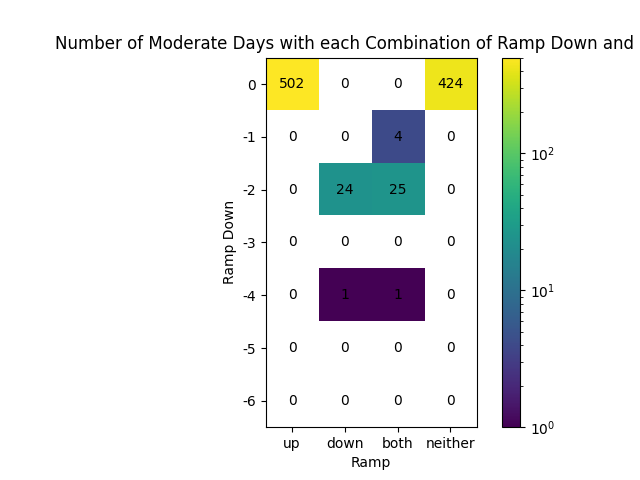 Number of Moderate Days with each Combination of Ramp Down and
0 502 0 0 424
-1 0 0 4 0
-2 0 24 25 0
-3 0 0 0 0
-4 0 1 1 0
-5 0 0 0 0
-6 0 0 0 0
up down both neither
Ramp
Ramp Down
10²
10¹
10⁰